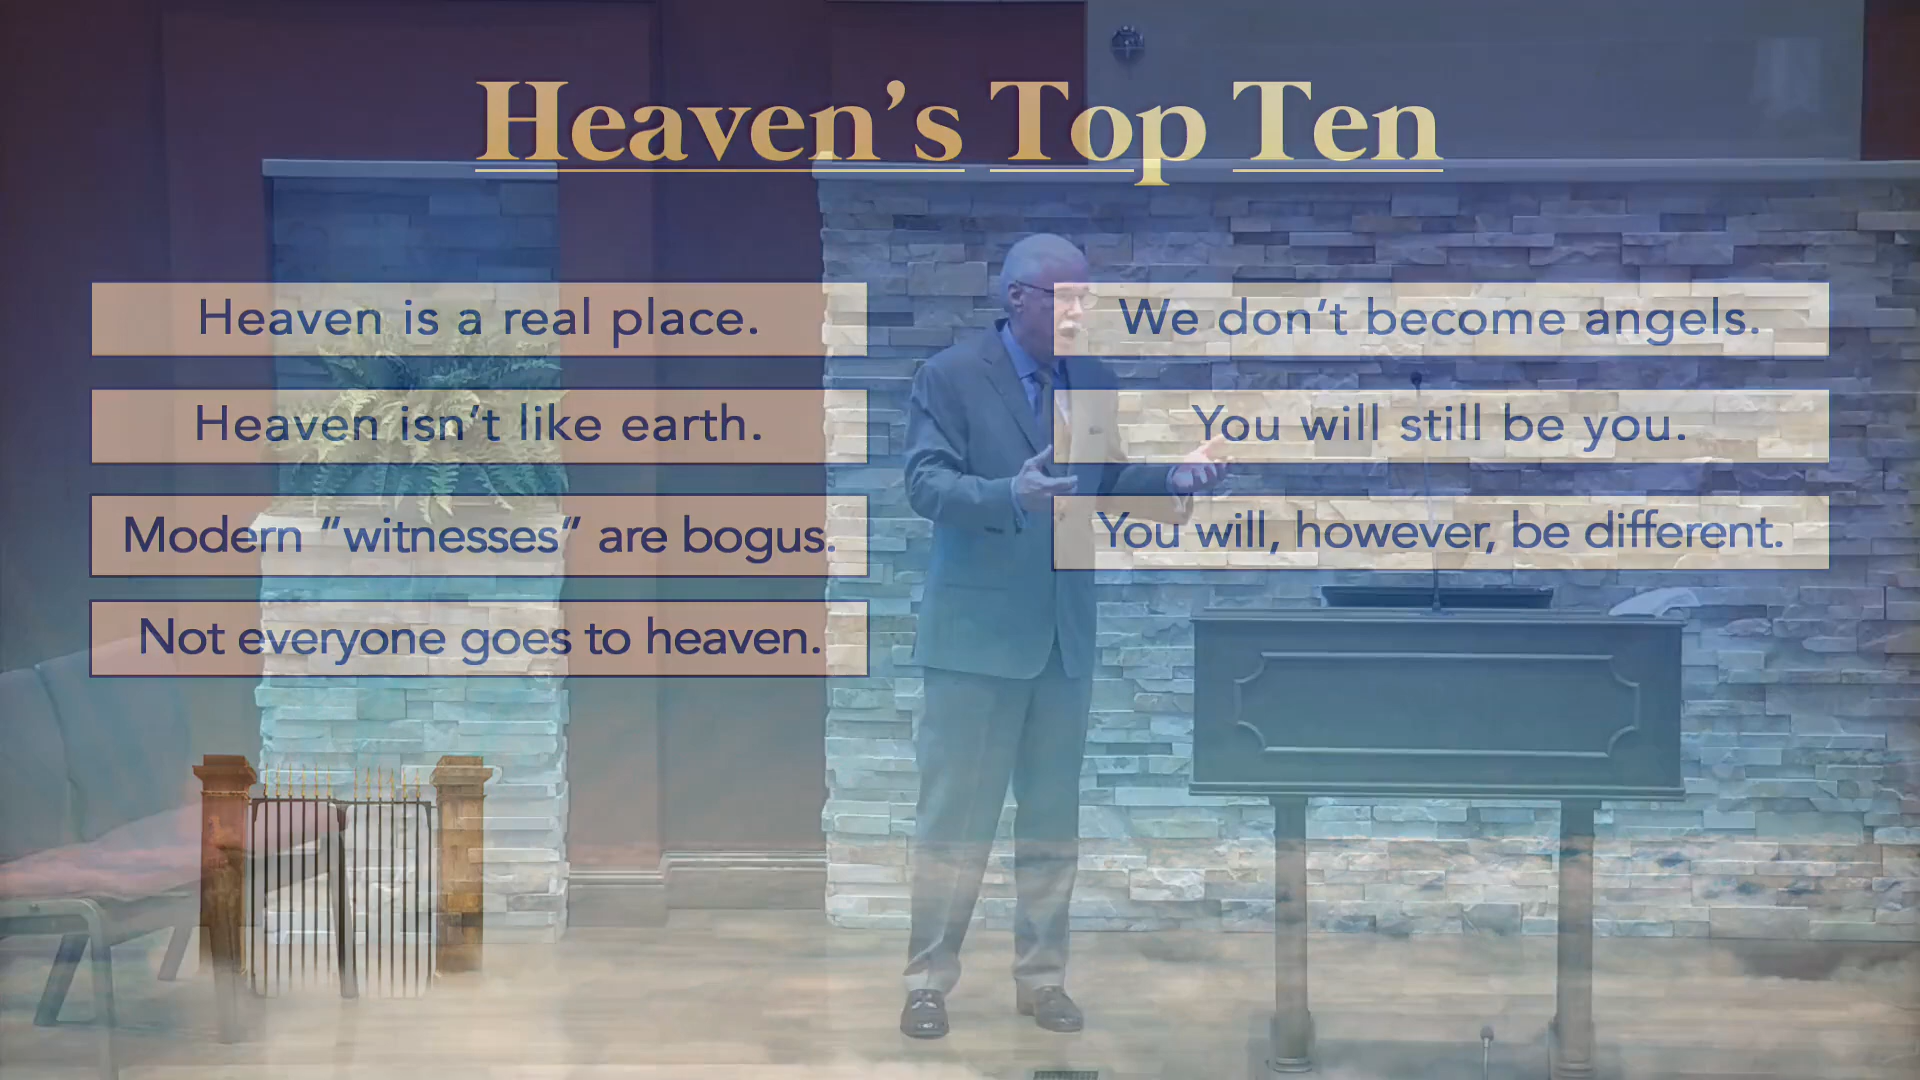 Heaven’s Top Ten
Heaven is a real place.
Heaven isn’t like earth.
Modern “witnesses” are bogus.
Not everyone goes to heaven.
We don’t become angels.
You will still be you.
You will, however, be different.